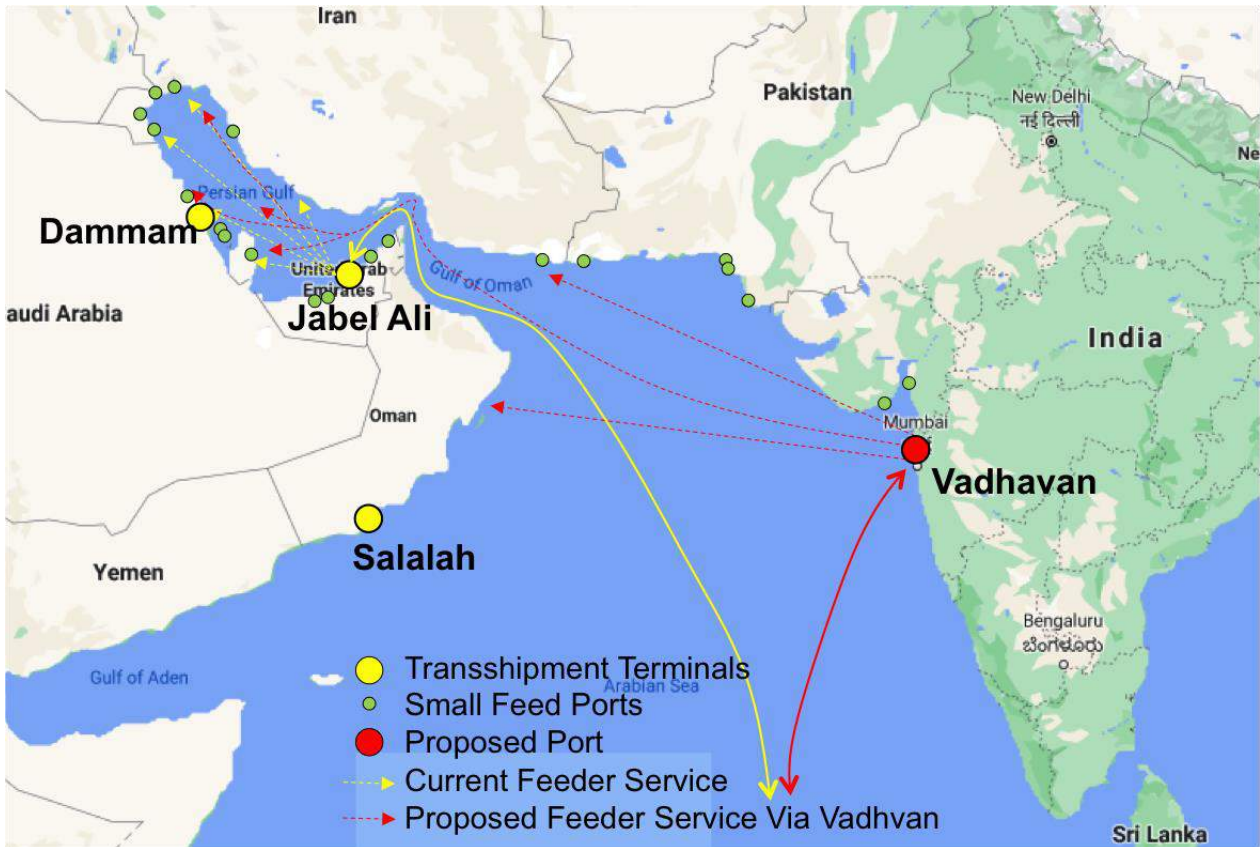 Iran
Pakistan
New Delhi
नई दिल्ली
Ne
Persian Gulf
Dammam
United Arab
Emirates
Gulf of Oman
Jabel Ali
audi Arabia
India
Oman
Mumbai
Vadhavan
Salalah
Yemen
Bengaluru
ಬೆಂಗಳೂರು
Gulf of Aden
Arabian Sea
Transshipment Terminals
Small Feed Ports
Proposed Port
Current Feeder Service
Proposed Feeder Service Via Vadhvan
Sri Lanka